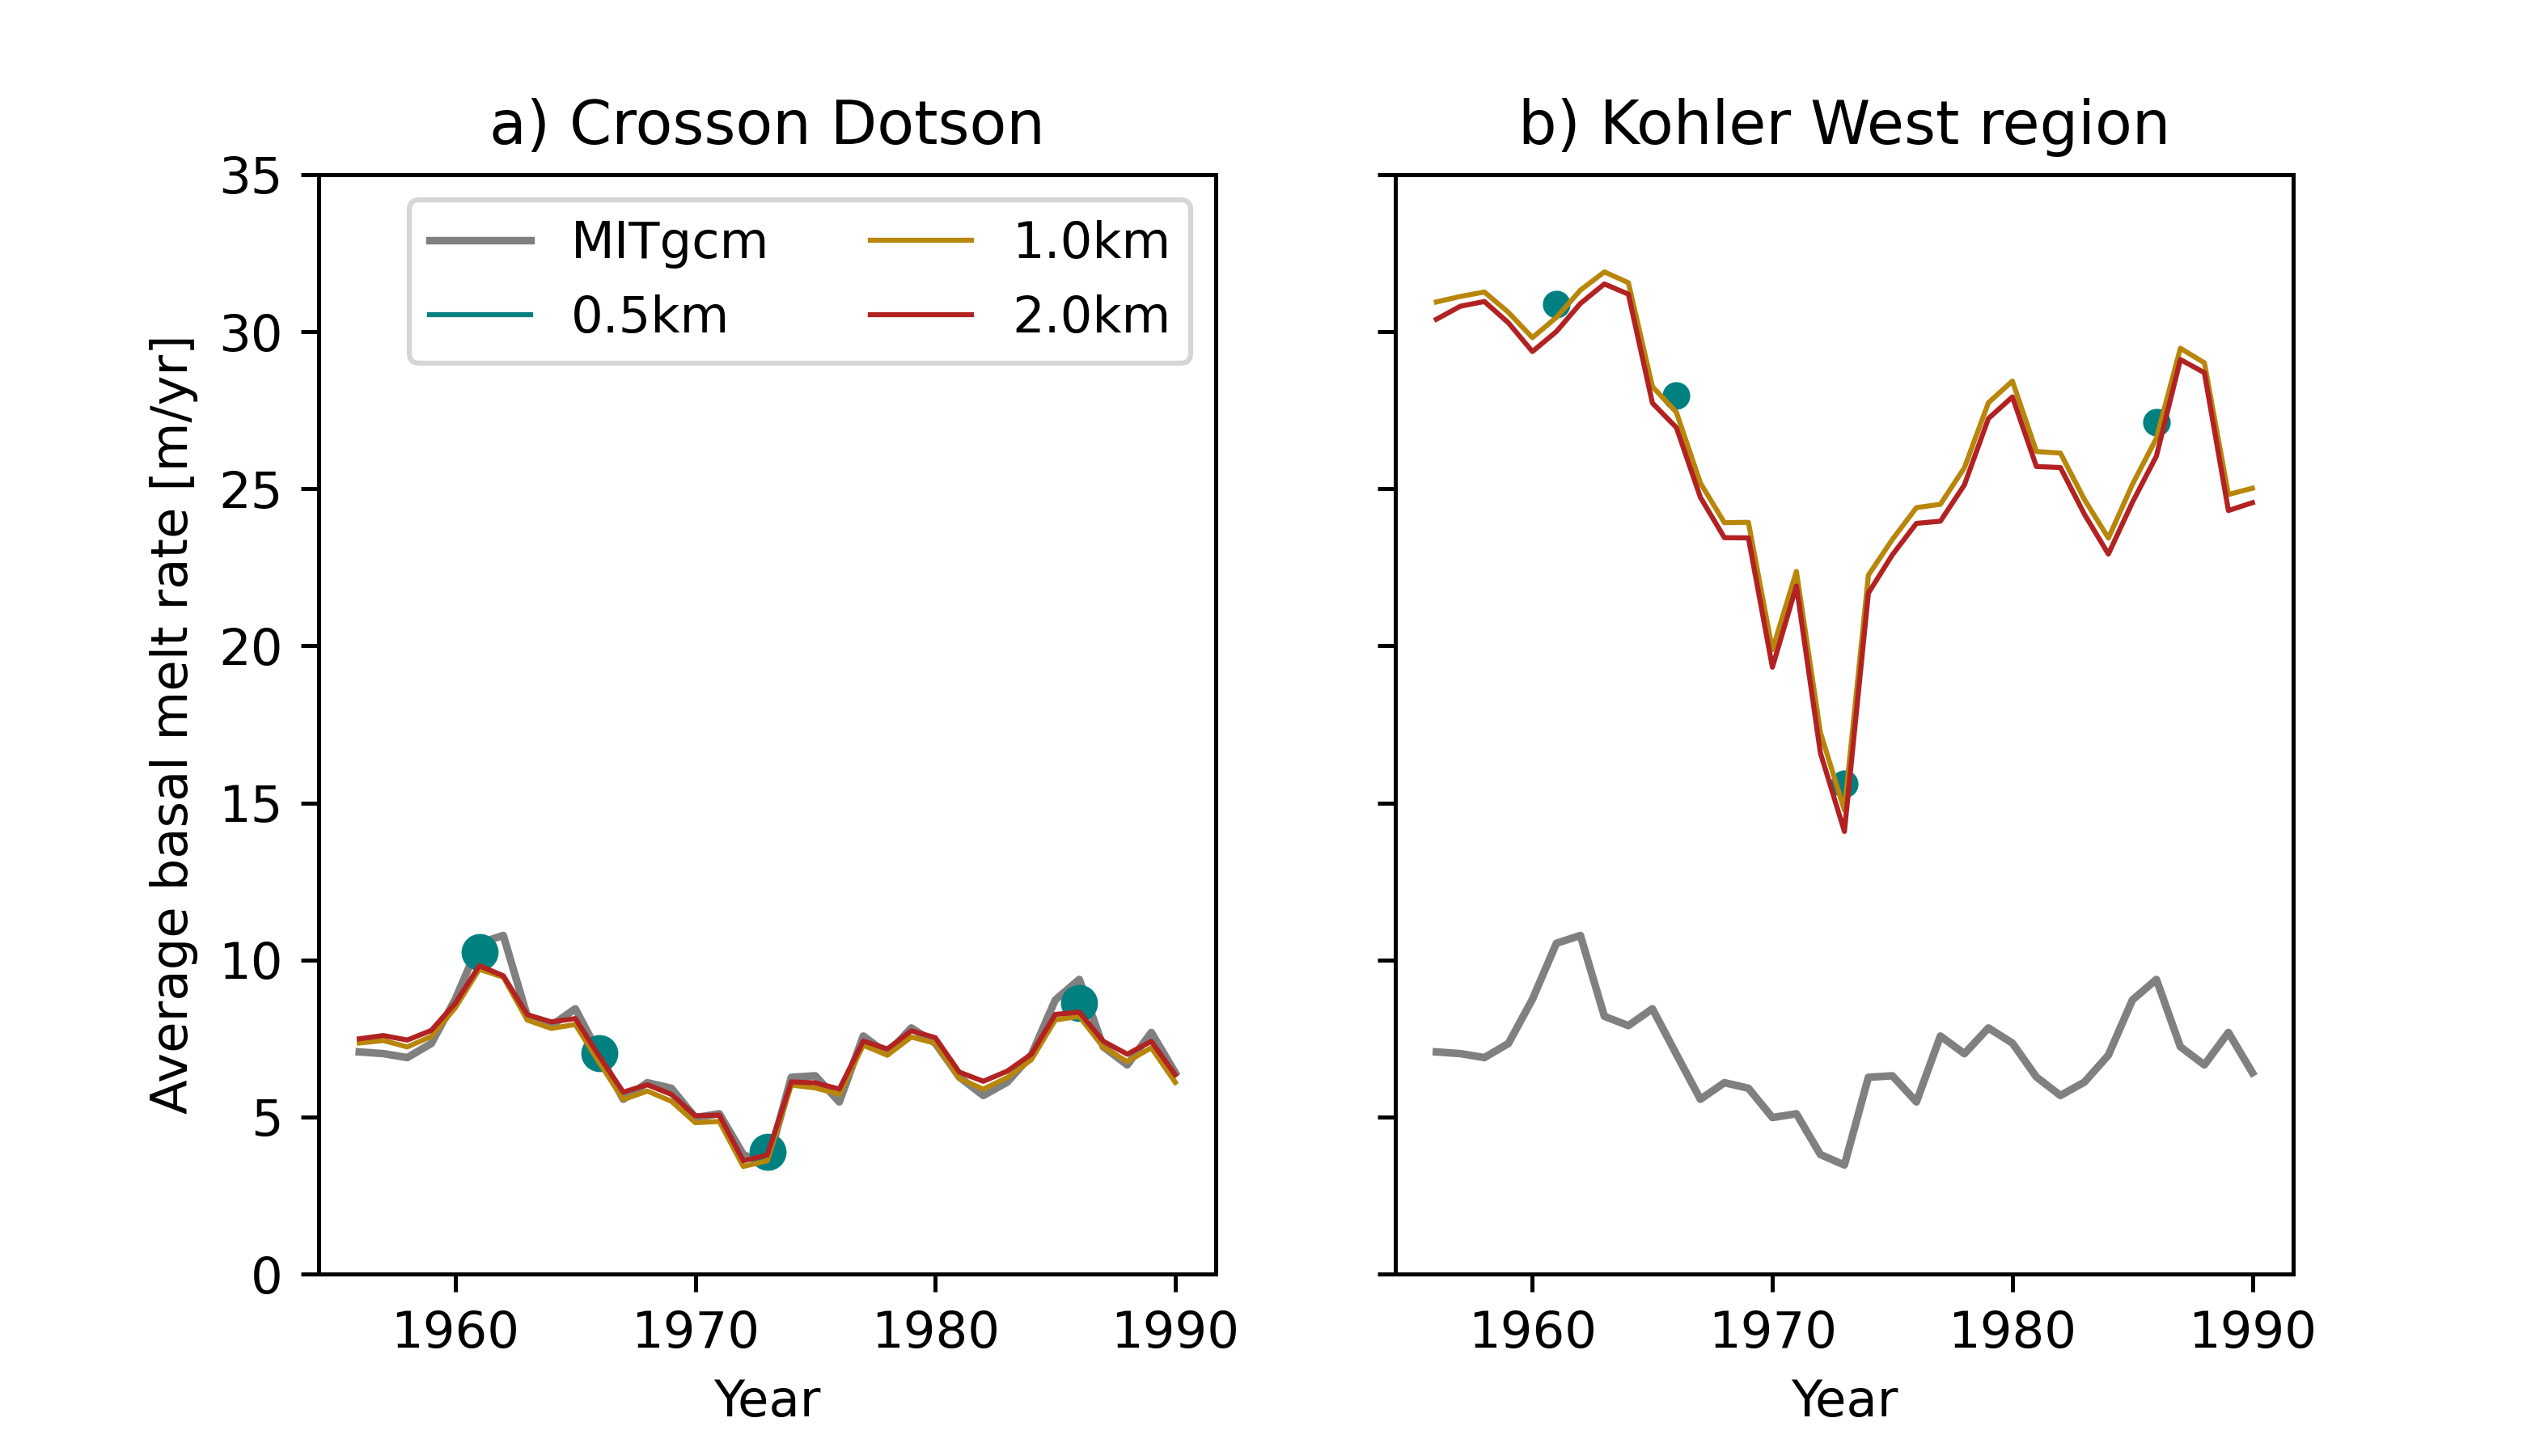 a) Crosson Dotson
b) Kohler West region
Average basal melt rate [m/yr]
35
30
25
20
15
10
5
0
MITgcm
0.5km
1.0km
2.0km
1960 1970 1980 1990
Year
1960 1970 1980 1990
Year